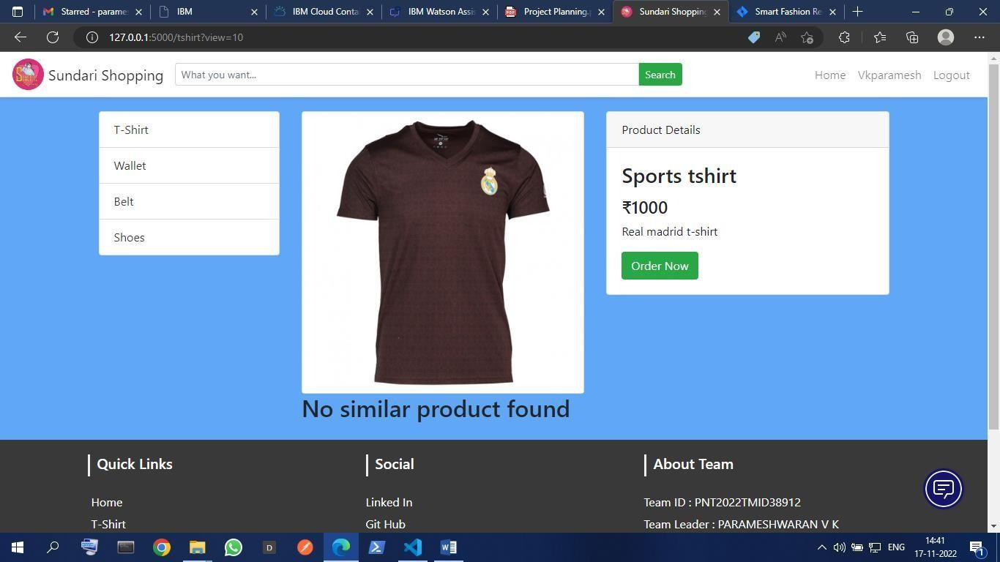 Starred - parame
IBM
IBM Cloud Conta
IBM Watson Assis
Project Planning.p
Sundari Shopping
Smart Fashion Re
127.0.0.1:5000/tshirt?view=10
Sundari Shopping
What you want...
Search
Home
Vkparamesh
Logout
T-Shirt
Wallet
Belt
Shoes
Product Details
Sports tshirt
₹1000
Real madrid t-shirt
Order Now
No similar product found
Quick Links
Home
T-Shirt
Social
Linked In
Git Hub
About Team
Team ID : PNT2022TMID38912
Team Leader : PARAMESHWARAN V K
ENG
14:41
17-11-2022
1